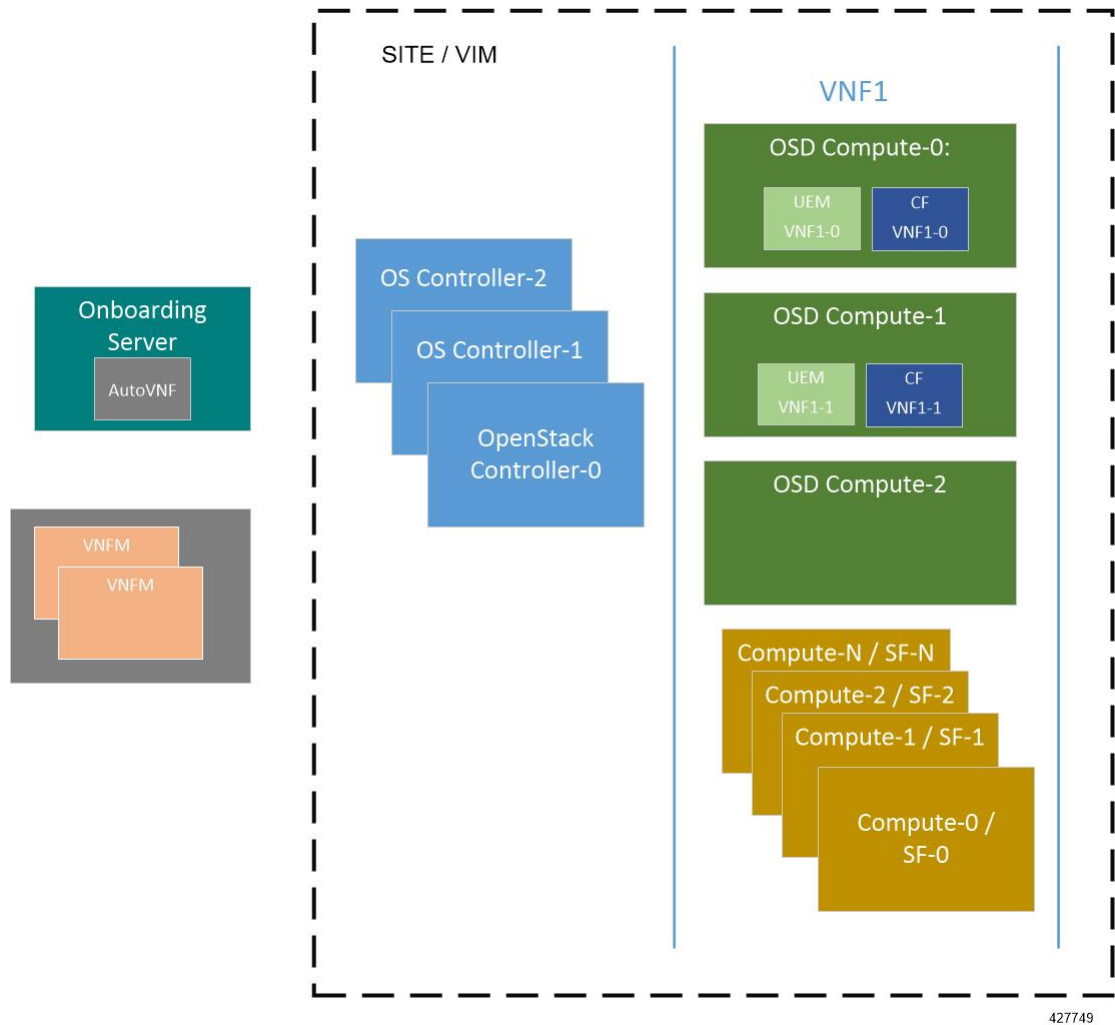 SITE / VIM
VNF1
OSD Compute-0:
UEM
VNF1-0
CF
VNF1-0
OS Controller-2
OS Controller-1
OpenStack
Controller-0
Onboarding
Server
AutoVNF
OSD Compute-1
UEM
VNF1-1
CF
VNF1-1
OSD Compute-2
VNFM
VNFM
Compute-N / SF-N
Compute-2 / SF-2
Compute-1 / SF-1
Compute-0 /
SF-0
427749